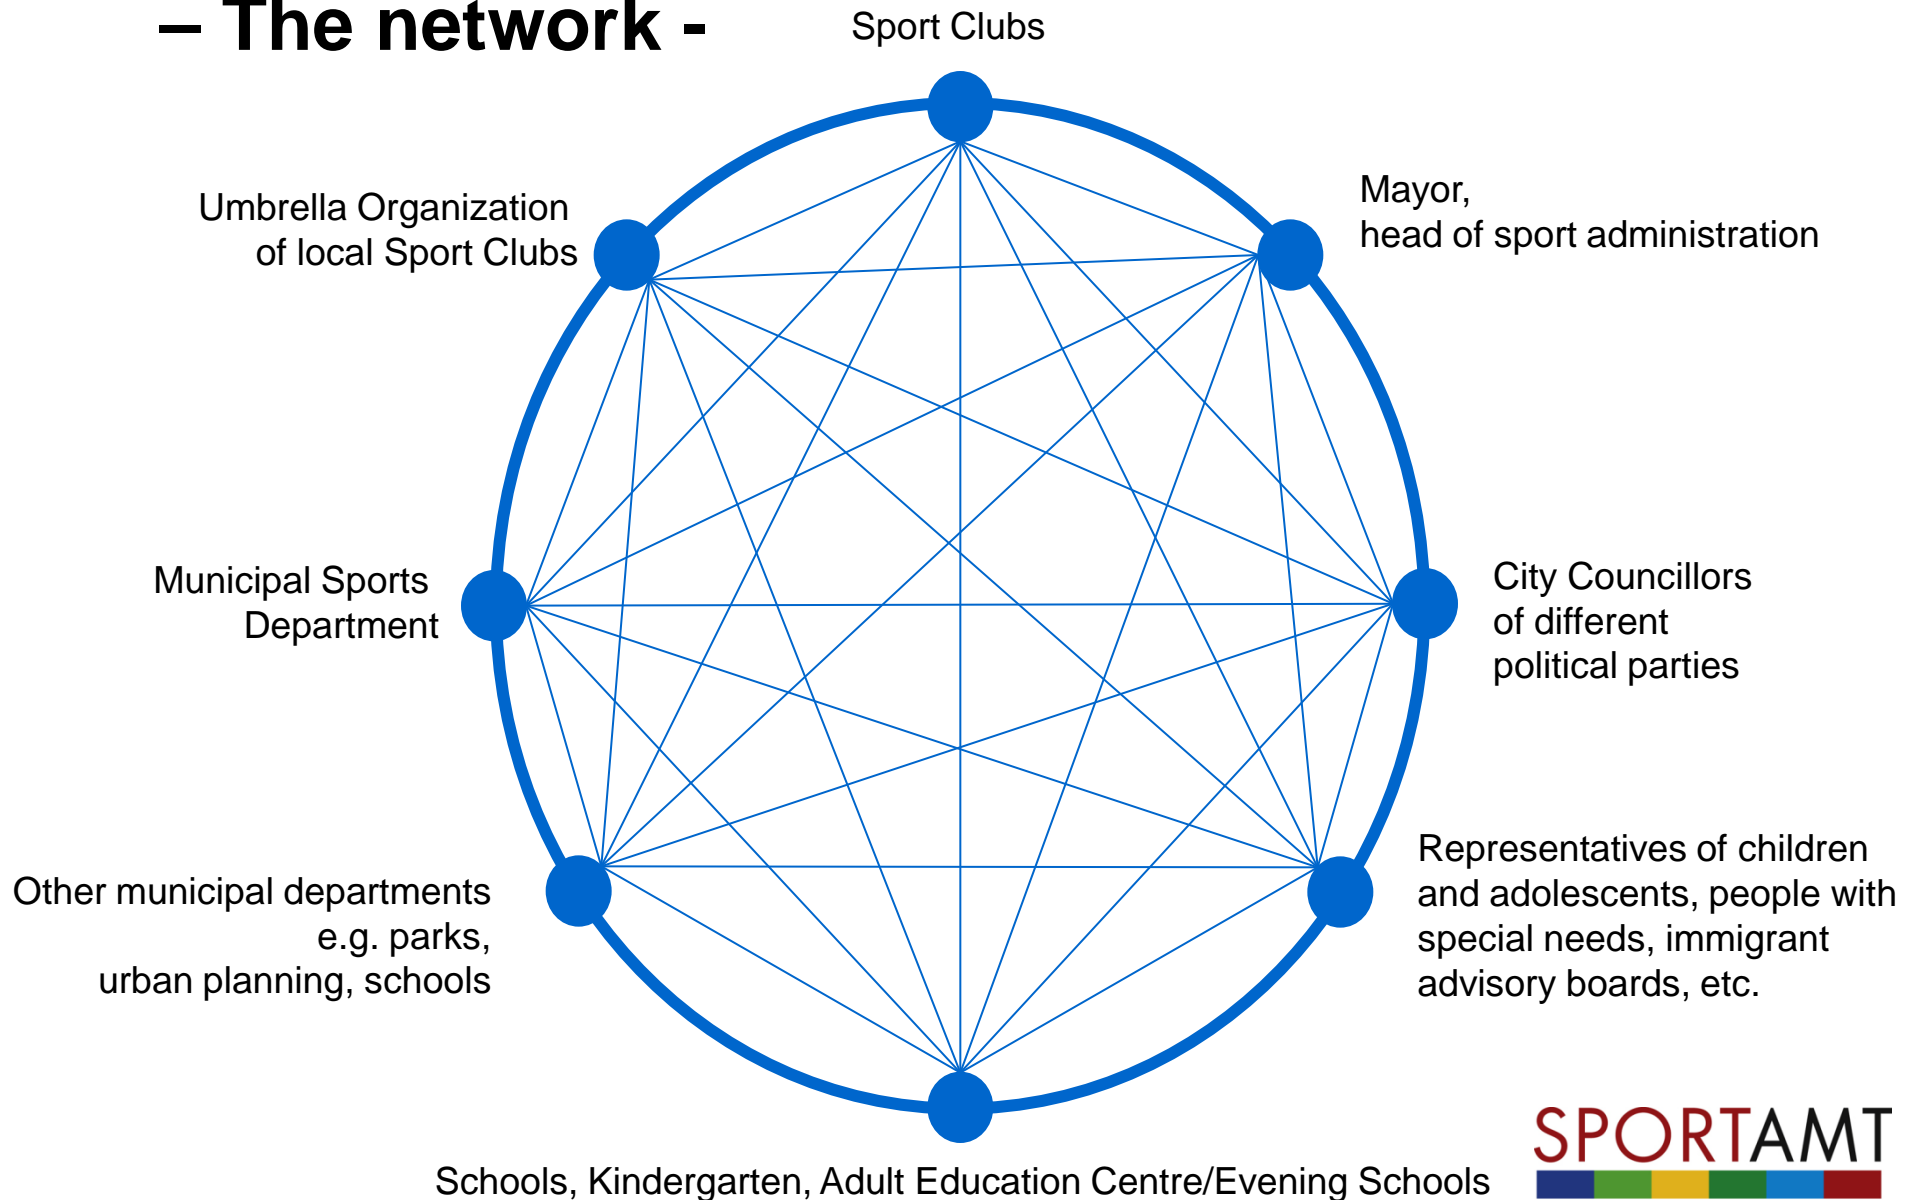 – The network -
Sport Clubs
Umbrella Organization
of local Sport Clubs
Mayor,
head of sport administration
Municipal Sports
Department
City Councillors
of different
political parties
Other municipal departments
e.g. parks,
urban planning, schools
Representatives of children
and adolescents, people with
special needs, immigrant
advisory boards, etc.
Schools, Kindergarten, Adult Education Centre/Evening Schools
SPORTAMT